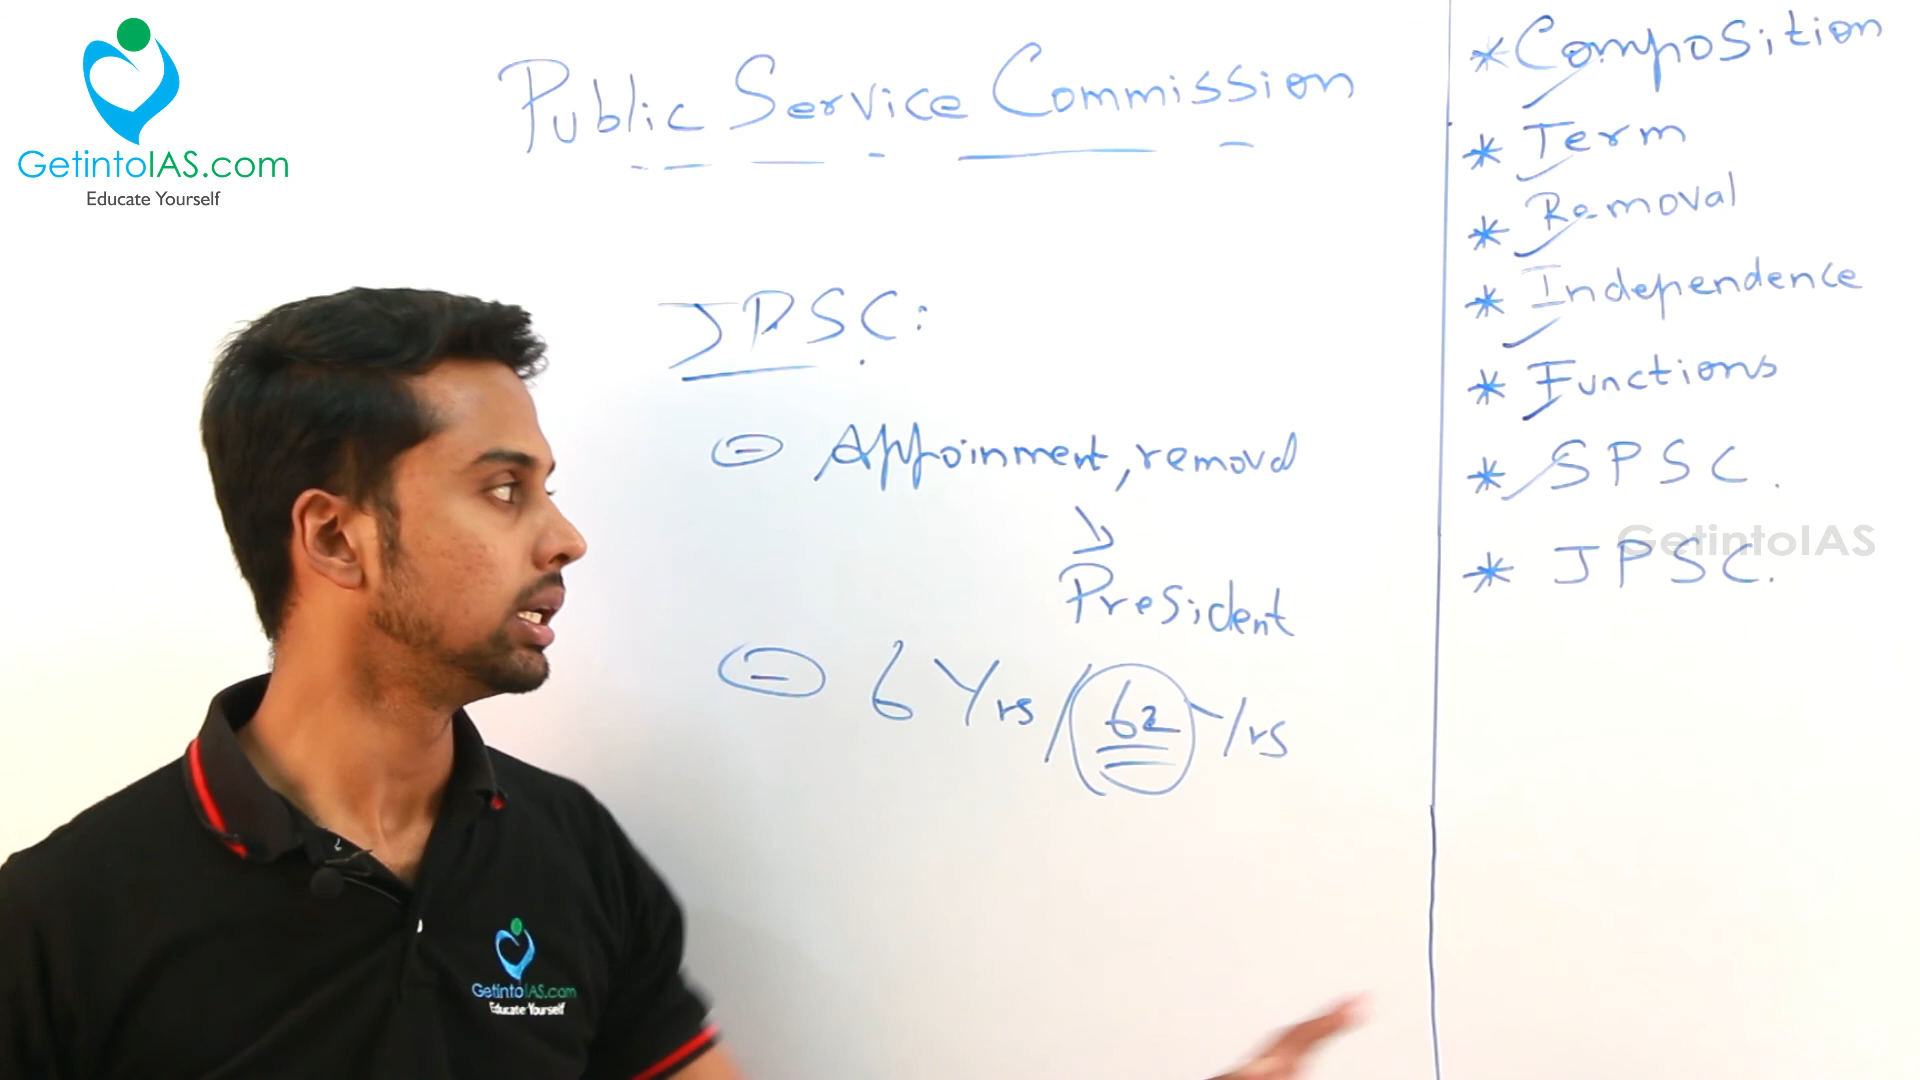 GetintoIAS.com
Educate Yourself
Public Service Commission
JPSC:
Appoinment, removal
President
6 Yrs/62 Yrs
* Composition
* Term
* Removal
* Independence
* Functions
* SPSC.
* JPSC.
GetintoIAS
GetintoIAS.com
Educate Yourself